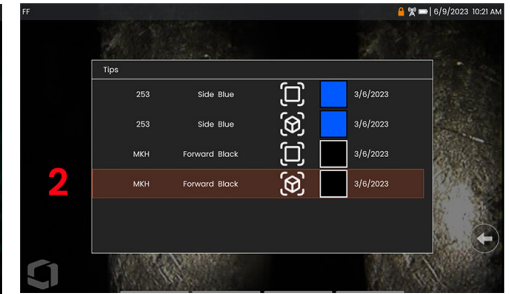 FF 6/9/2023 10:21 AM
Tips
253 Side Blue 3/6/2023
253 Side Blue 3/6/2023
MKH Forward Black 3/6/2023
2 MKH Forward Black 3/6/2023